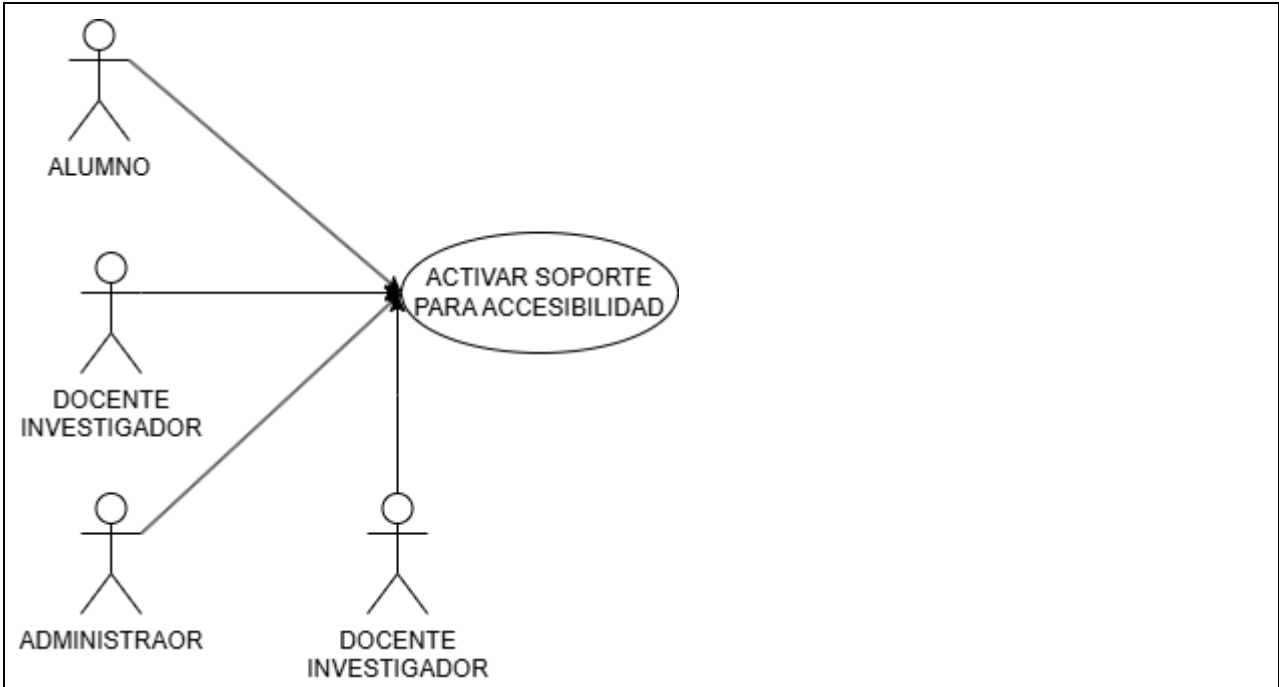 ALUMNO
ACTIVAR SOPORTE
PARA ACCESIBILIDAD
DOCENTE
INVESTIGADOR
ADMINISTRAOR
DOCENTE
INVESTIGADOR